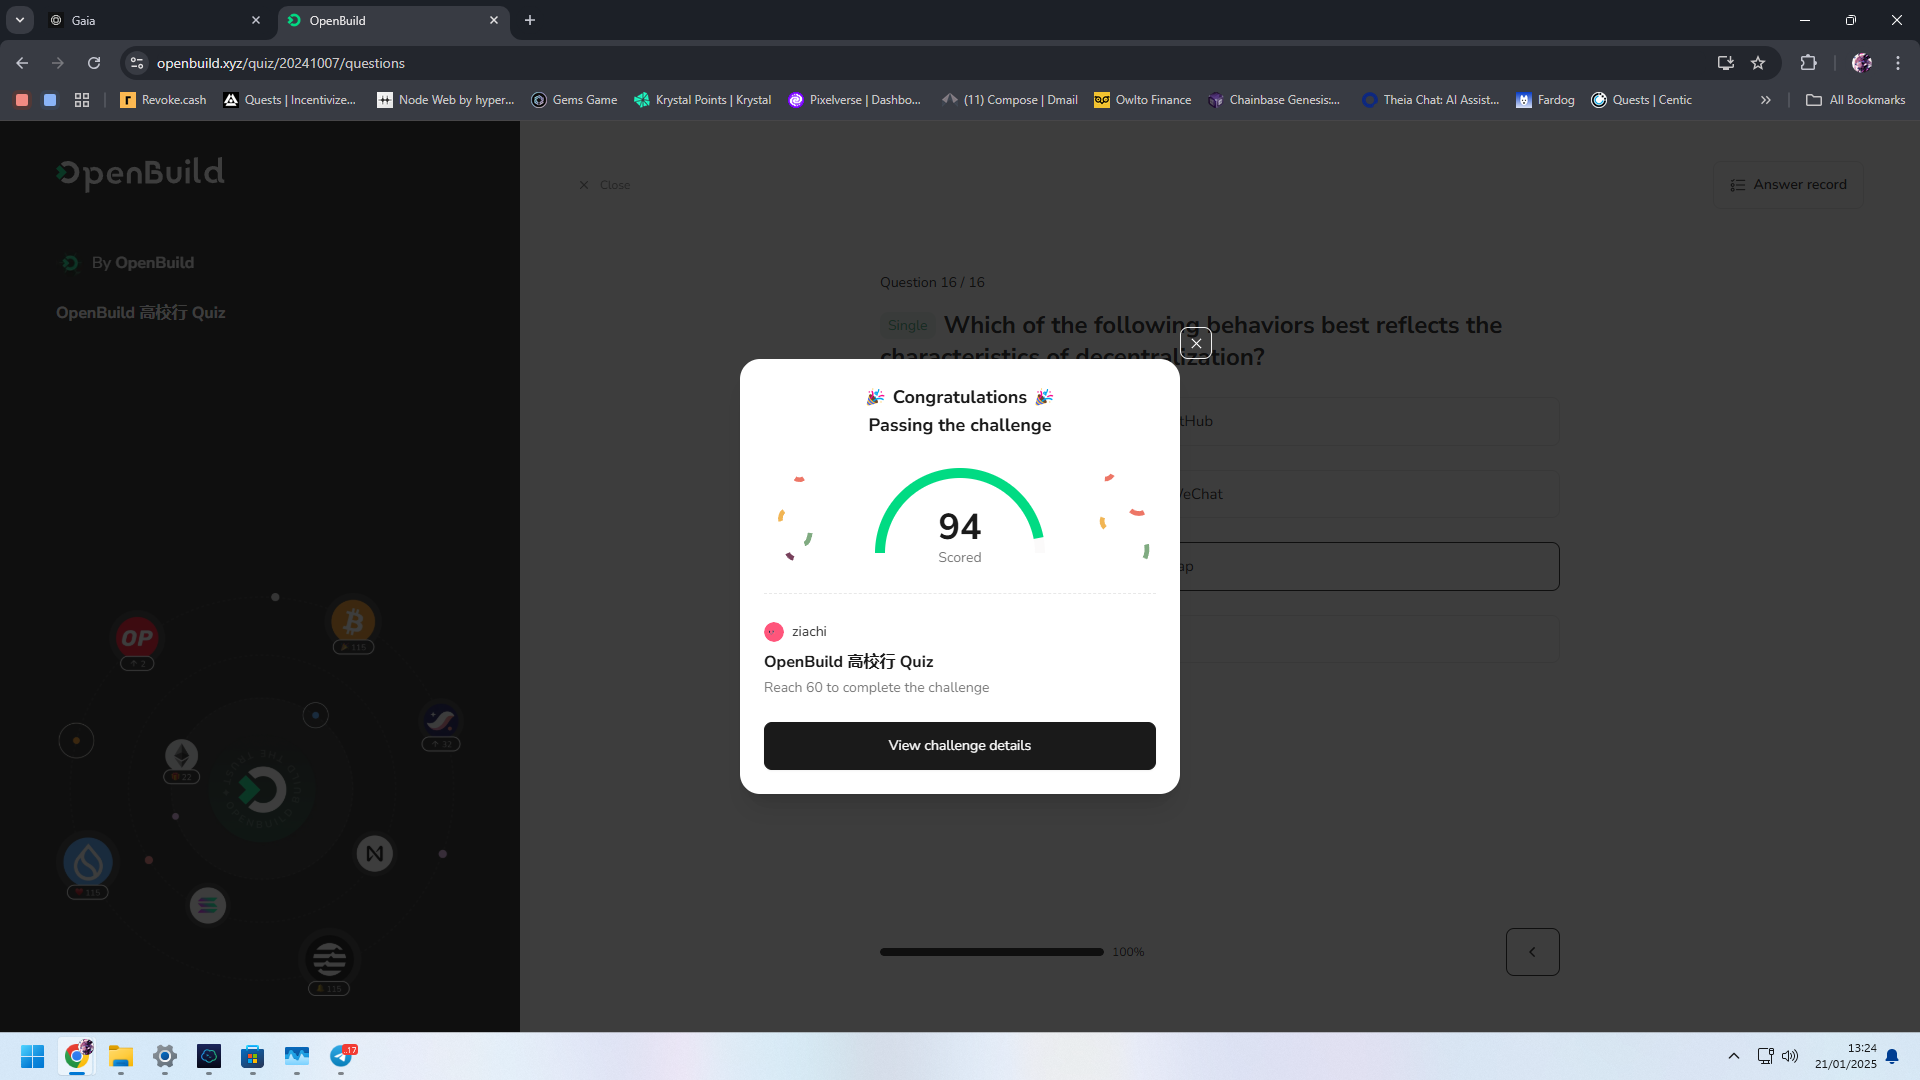 Gaia
OpenBuild
openbuild.xyz/quiz/20241007/questions
Revoke.cash
Quests | Incentivize...
Node Web by hyper...
Gems Game
Krystal Points | Krystal
Pixelverse | Dashbo...
(11) Compose | Dmail
Owlto Finance
Chainbase Genesis:...
Theia Chat: AI Assist...
Fardog
Quests | Centic
All Bookmarks
OpenBuild
By OpenBuild
OpenBuild 高校行 Quiz
OP
2
115
32
22
115
115
Close
Answer record
Question 16 / 16
Single Which of the following behaviors best reflects the
characteristics of decentralization?
tHub
eChat
ap
Congratulations
Passing the challenge
94
Scored
ziachi
OpenBuild 高校行 Quiz
Reach 60 to complete the challenge
View challenge details
100%
17
13:24
21/01/2025